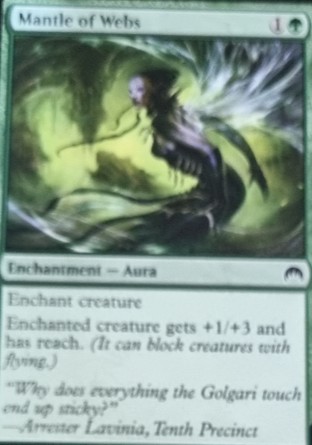 Mantle of Webs 1
Enchantment — Aura
Enchant creature
Enchanted creature gets +1/+3 and
has reach. (It can block creatures with
flying.)
"Why does everything the Golgari touch
end up sticky?"
—Arrester Lavinia, Tenth Precinct